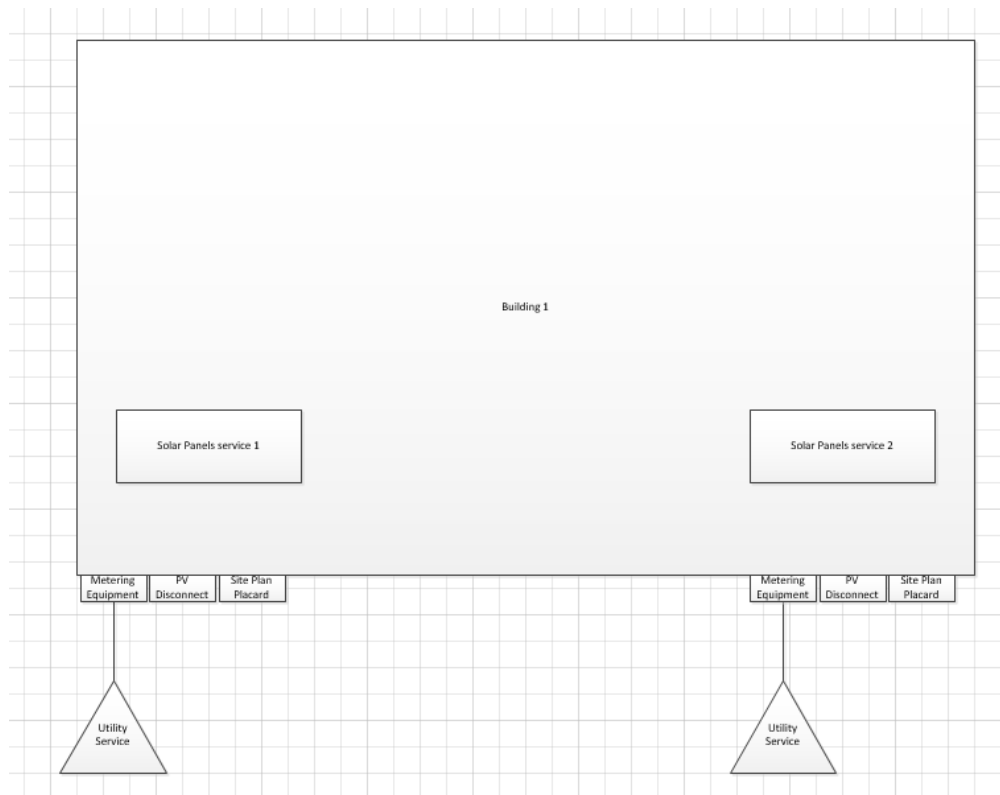 Building 1
Solar Panels service 1
Solar Panels service 2
Metering
Equipment
PV
Disconnect
Site Plan
Placard
Metering
Equipment
PV
Disconnect
Site Plan
Placard
Utility
Service
Utility
Service